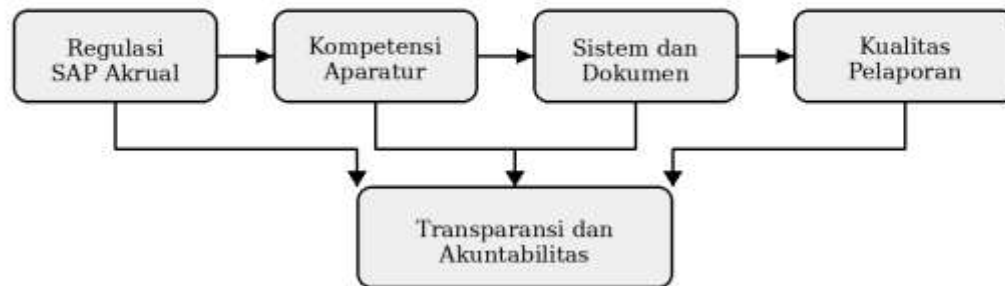 Regulasi
SAP Akrual
Kompetensi
Aparatur
Sistem dan
Dokumen
Kualitas
Pelaporan
Transparansi dan
Akuntabilitas